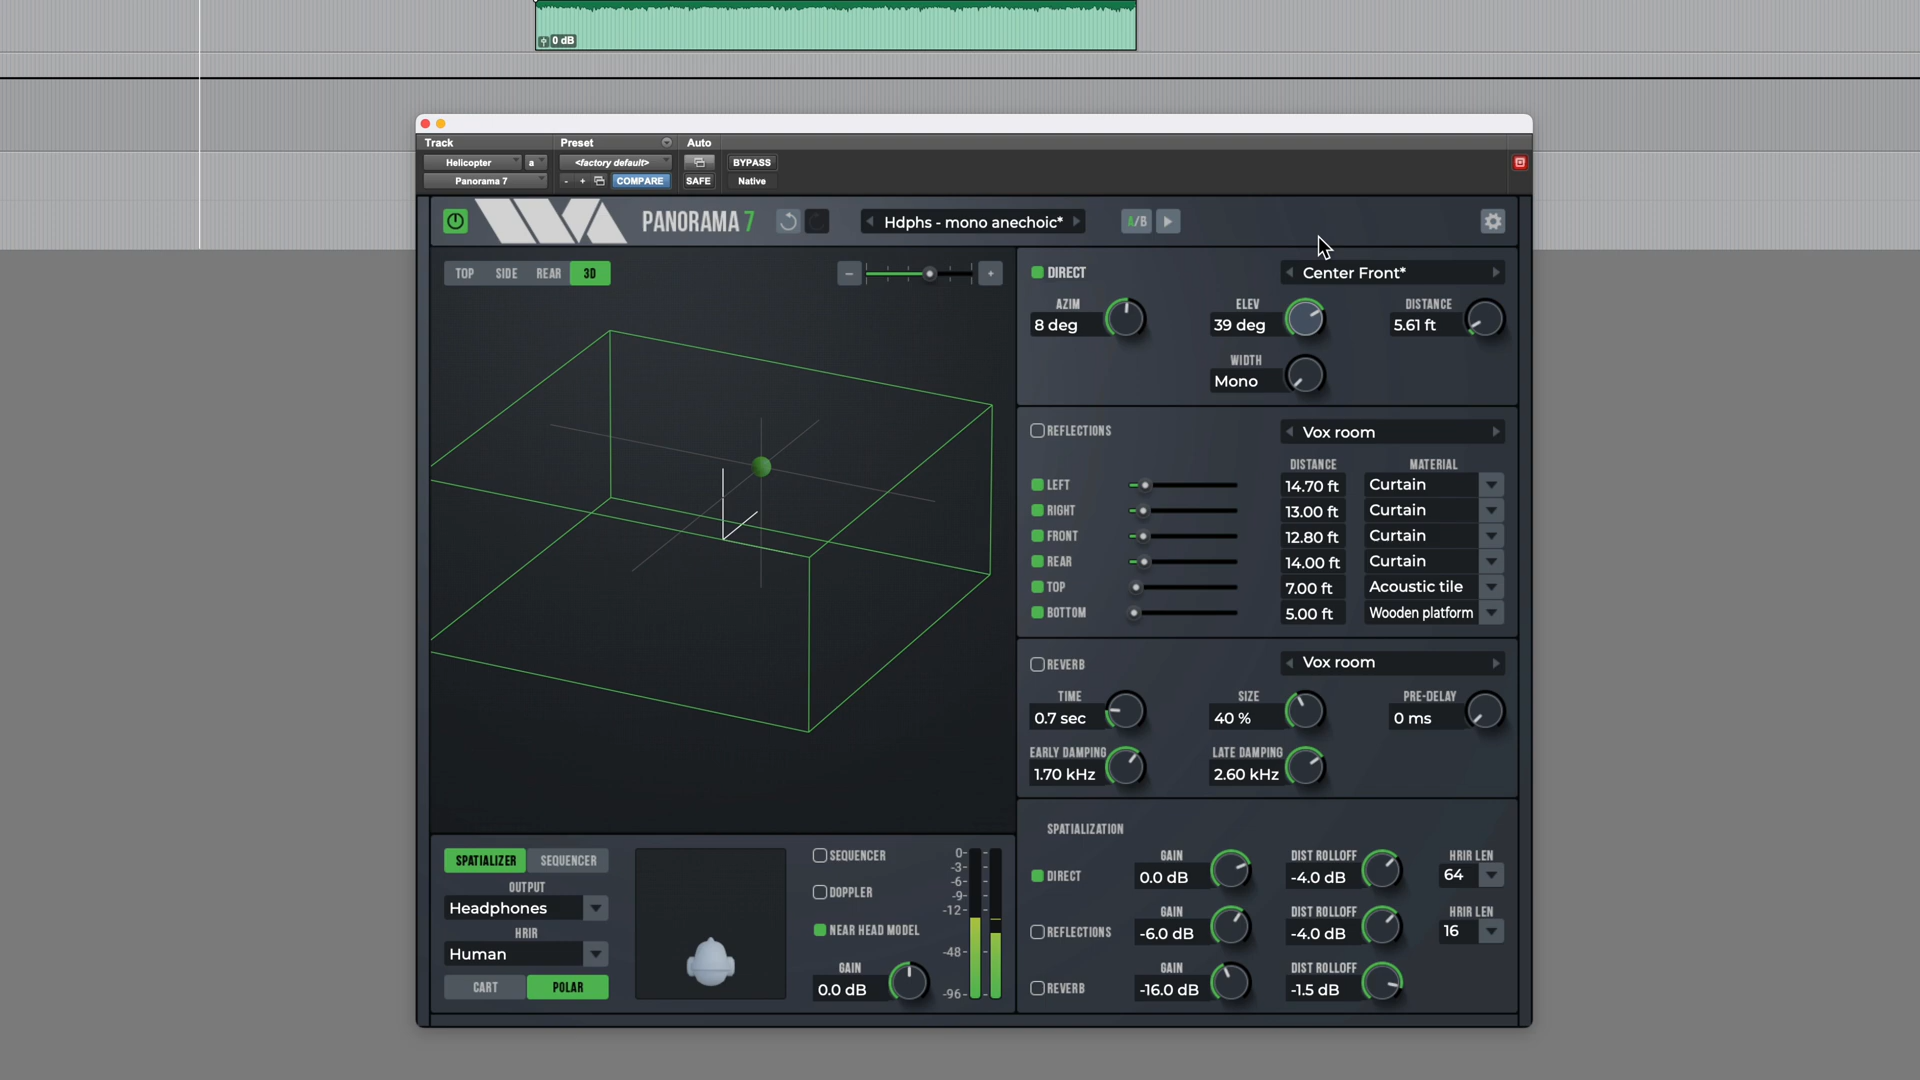 0 dB
Track
Preset
Auto
Helicopter
a
<factory default>
BYPASS
Panorama 7
- +
COMPARE
SAFE
Native
PANORAMA 7
Hdphs - mono anechoic*
A/B
TOP
SIDE
REAR
3D
-
+
DIRECT
Center Front*
AZIM
8 deg
ELEV
39 deg
DISTANCE
5.61 ft
WIDTH
Mono
REFLECTIONS
Vox room
DISTANCE
MATERIAL
LEFT
14.70 ft
Curtain
RIGHT
13.00 ft
Curtain
FRONT
12.80 ft
Curtain
REAR
14.00 ft
Curtain
TOP
7.00 ft
Acoustic tile
BOTTOM
5.00 ft
Wooden platform
REVERB
Vox room
TIME
0.7 sec
SIZE
40 %
PRE-DELAY
0 ms
EARLY DAMPING
1.70 kHz
LATE DAMPING
2.60 kHz
SPATIALIZER
SEQUENCER
OUTPUT
Headphones
HRIR
Human
CART
POLAR
SEQUENCER
DOPPLER
NEAR HEAD MODEL
GAIN
0.0 dB
0-
-3-
-6-
-9-
-12-
-48-
-96-
SPATIALIZATION
DIRECT
GAIN
0.0 dB
DIST ROLLOFF
-4.0 dB
HRIR LEN
64
REFLECTIONS
GAIN
-6.0 dB
DIST ROLLOFF
-4.0 dB
HRIR LEN
16
REVERB
GAIN
-16.0 dB
DIST ROLLOFF
-1.5 dB